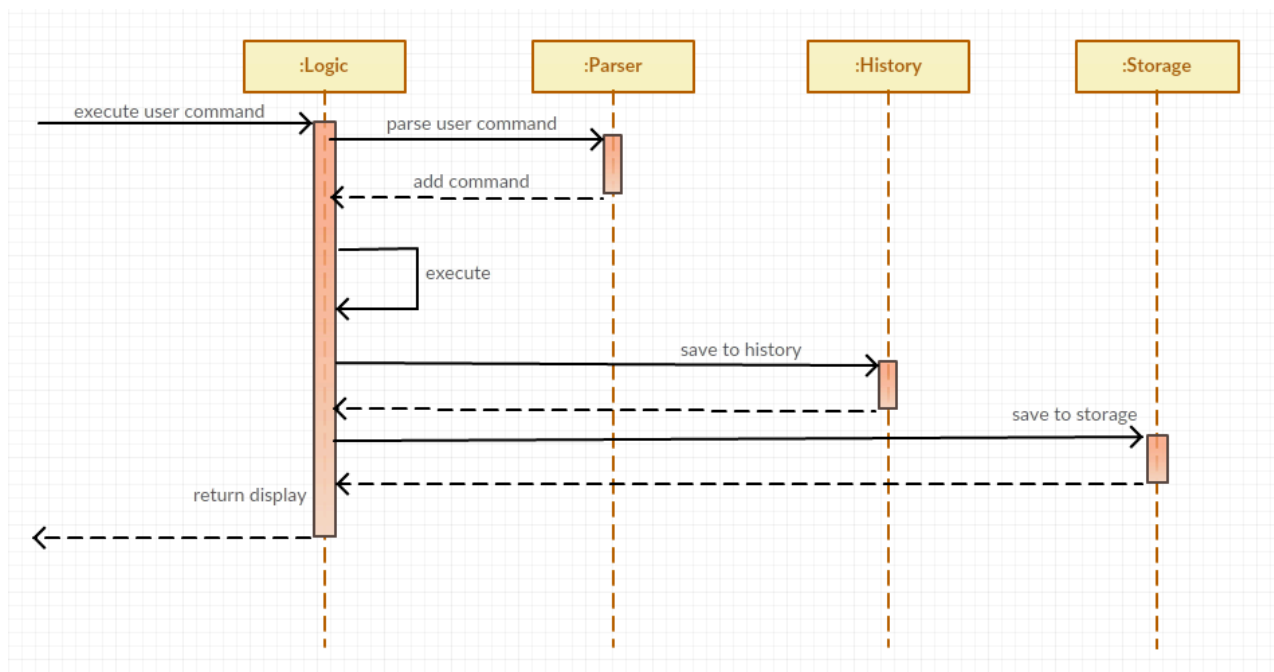 :Logic
:Parser
:History
:Storage
execute user command
parse user command
add command
execute
save to history
save to storage
return display